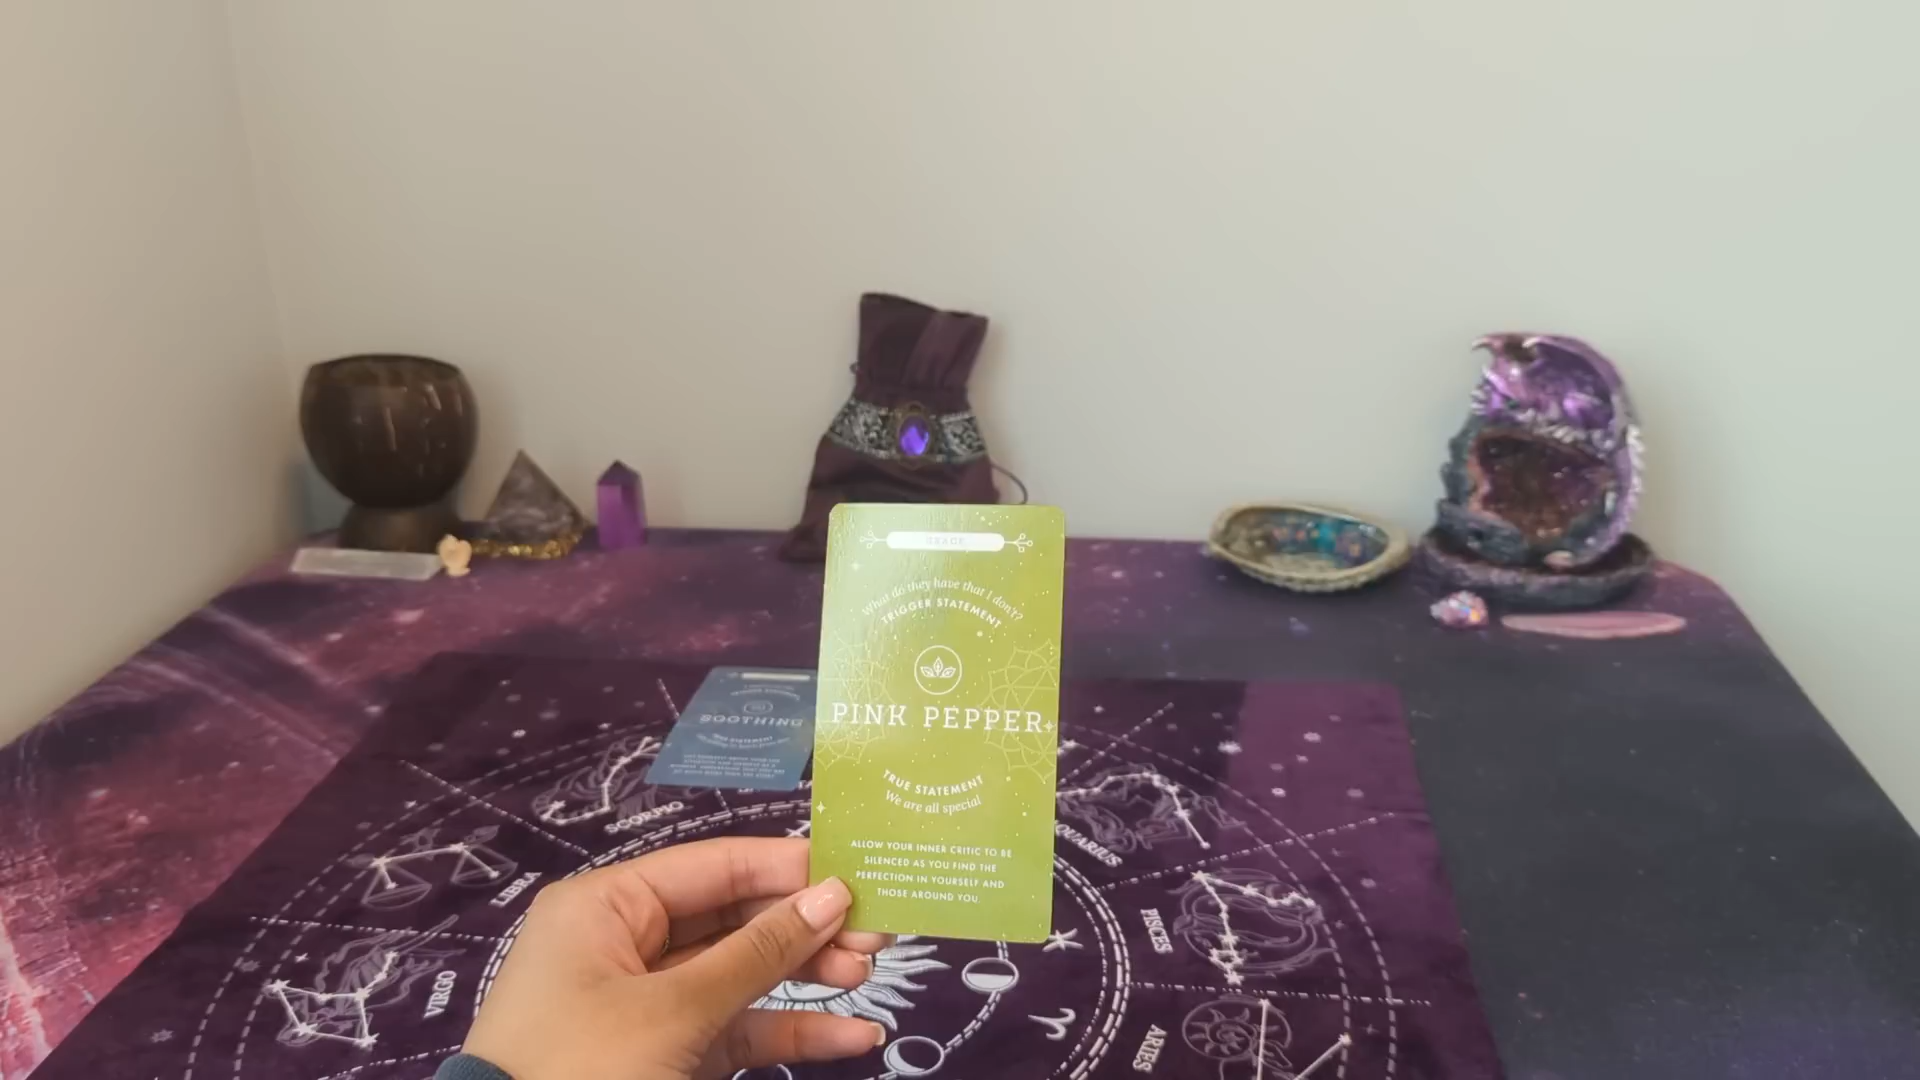 GRACE
What do they have that I don't?
TRIGGER STATEMENT
PINK PEPPER
TRUE STATEMENT
We are all special
ALLOW YOUR INNER CRITIC TO BE
SILENCED AS YOU FIND THE
PERFECTION IN YOURSELF AND
THOSE AROUND YOU.
SOOTHING
SCORPIO
LIBRA
VIRGO
AQUARIUS
PISCES
ARIES